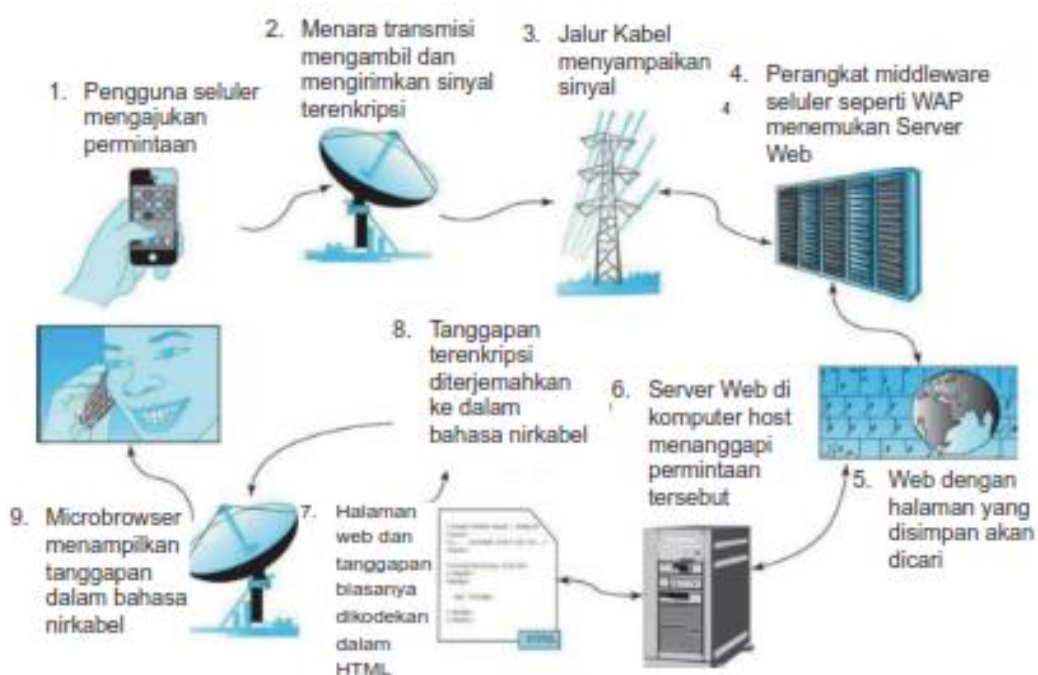 1. Pengguna seluler
mengajukan
permintaan
2. Menara transmisi
mengambil dan
mengirimkan sinyal
terenkripsi
3. Jalur Kabel
menyampaikan
sinyal
4. Perangkat middleware
4 seluler seperti WAP
menemukan Server
Web
5. Web dengan
halaman yang
disimpan akan
dicari
6. Server Web di
komputer host
menanggapi
permintaan
tersebut
7. Halaman
web dan
tanggapan
biasanya
dikodekan
dalam
HTML
HTML
8. Tanggapan
terenkripsi
diterjemahkan
ke dalam
bahasa nirkabel
9. Microbrowser
menampilkan
tanggapan
dalam bahasa
nirkabel